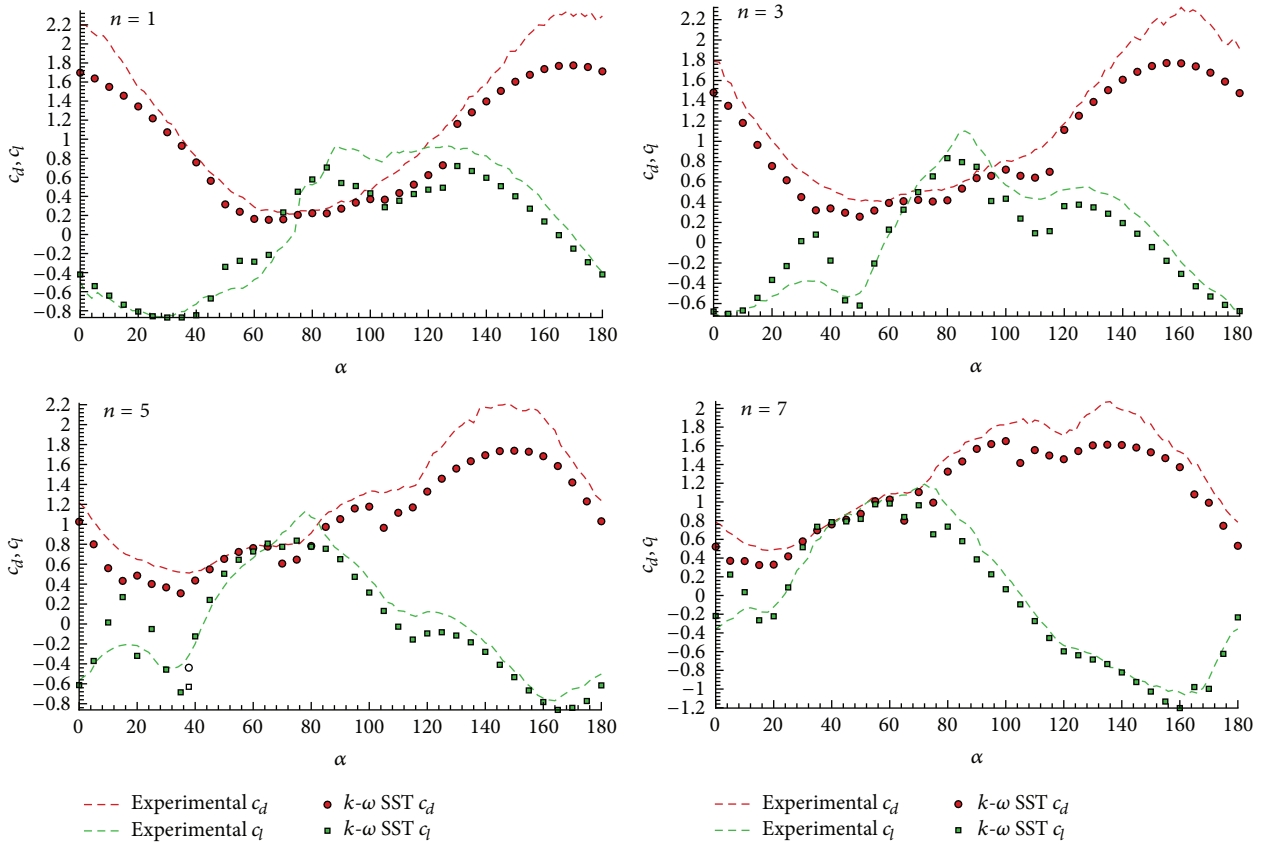 n = 1
2.2
2
1.8
1.6
1.4
1.2
1
0.8
0.6
0.4
0.2
0
−0.2
−0.4
−0.6
−0.8
c_d, c_l
0 20 40 60 80 100 120 140 160 180
α
n = 3
2.2
2
1.8
1.6
1.4
1.2
1
0.8
0.6
0.4
0.2
0
−0.2
−0.4
−0.6
c_d, c_l
0 20 40 60 80 100 120 140 160 180
α
n = 5
2.2
2
1.8
1.6
1.4
1.2
1
0.8
0.6
0.4
0.2
0
−0.2
−0.4
−0.6
−0.8
c_d, c_l
0 20 40 60 80 100 120 140 160 180
α
n = 7
2
1.8
1.6
1.4
1.2
1
0.8
0.6
0.4
0.2
0
−0.2
−0.4
−0.6
−0.8
−1
−1.2
c_d, c_l
0 20 40 60 80 100 120 140 160 180
α
Experimental c_d
Experimental c_l
k-ω SST c_d
k-ω SST c_l
Experimental c_d
Experimental c_l
k-ω SST c_d
k-ω SST c_l